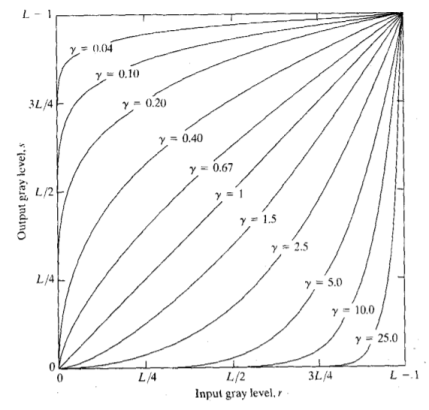 L − 1
γ = 0.04
γ = 0.10
γ = 0.20
3L/4
γ = 0.40
γ = 0.67
L/2
γ = 1
γ = 1.5
γ = 2.5
L/4
γ = 5.0
γ = 10.0
γ = 25.0
0
Output gray level, s
0 L/4 L/2 3L/4 L − 1
Input gray level, r